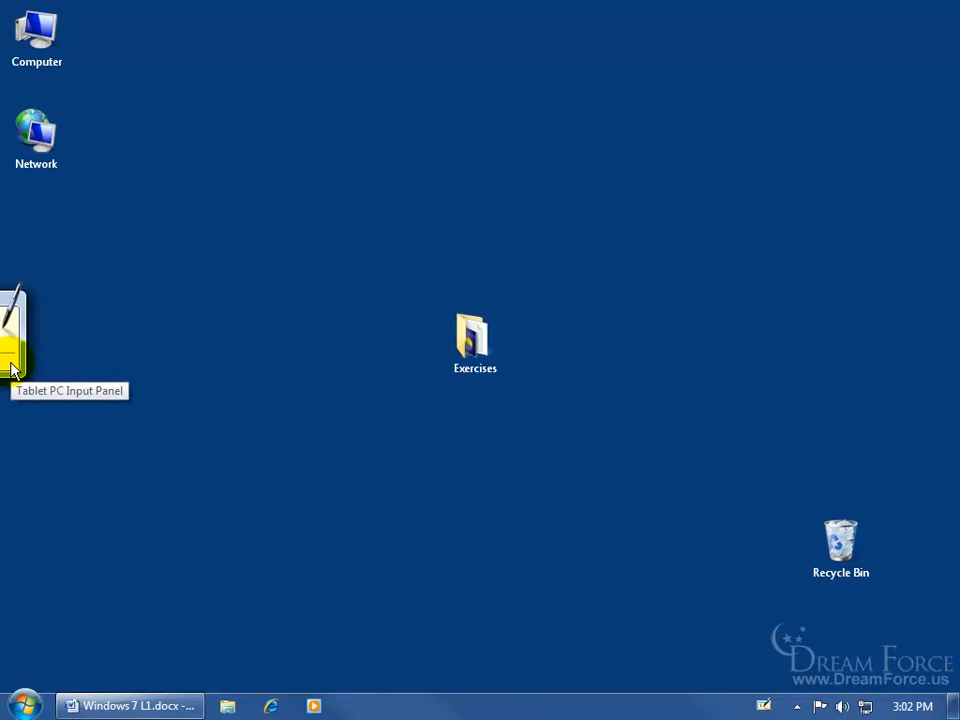 Computer
Network
Exercises
Tablet PC Input Panel
Recycle Bin
DREAM FORCE
www.DreamForce.us
Windows 7 L1.docx -...
3:02 PM